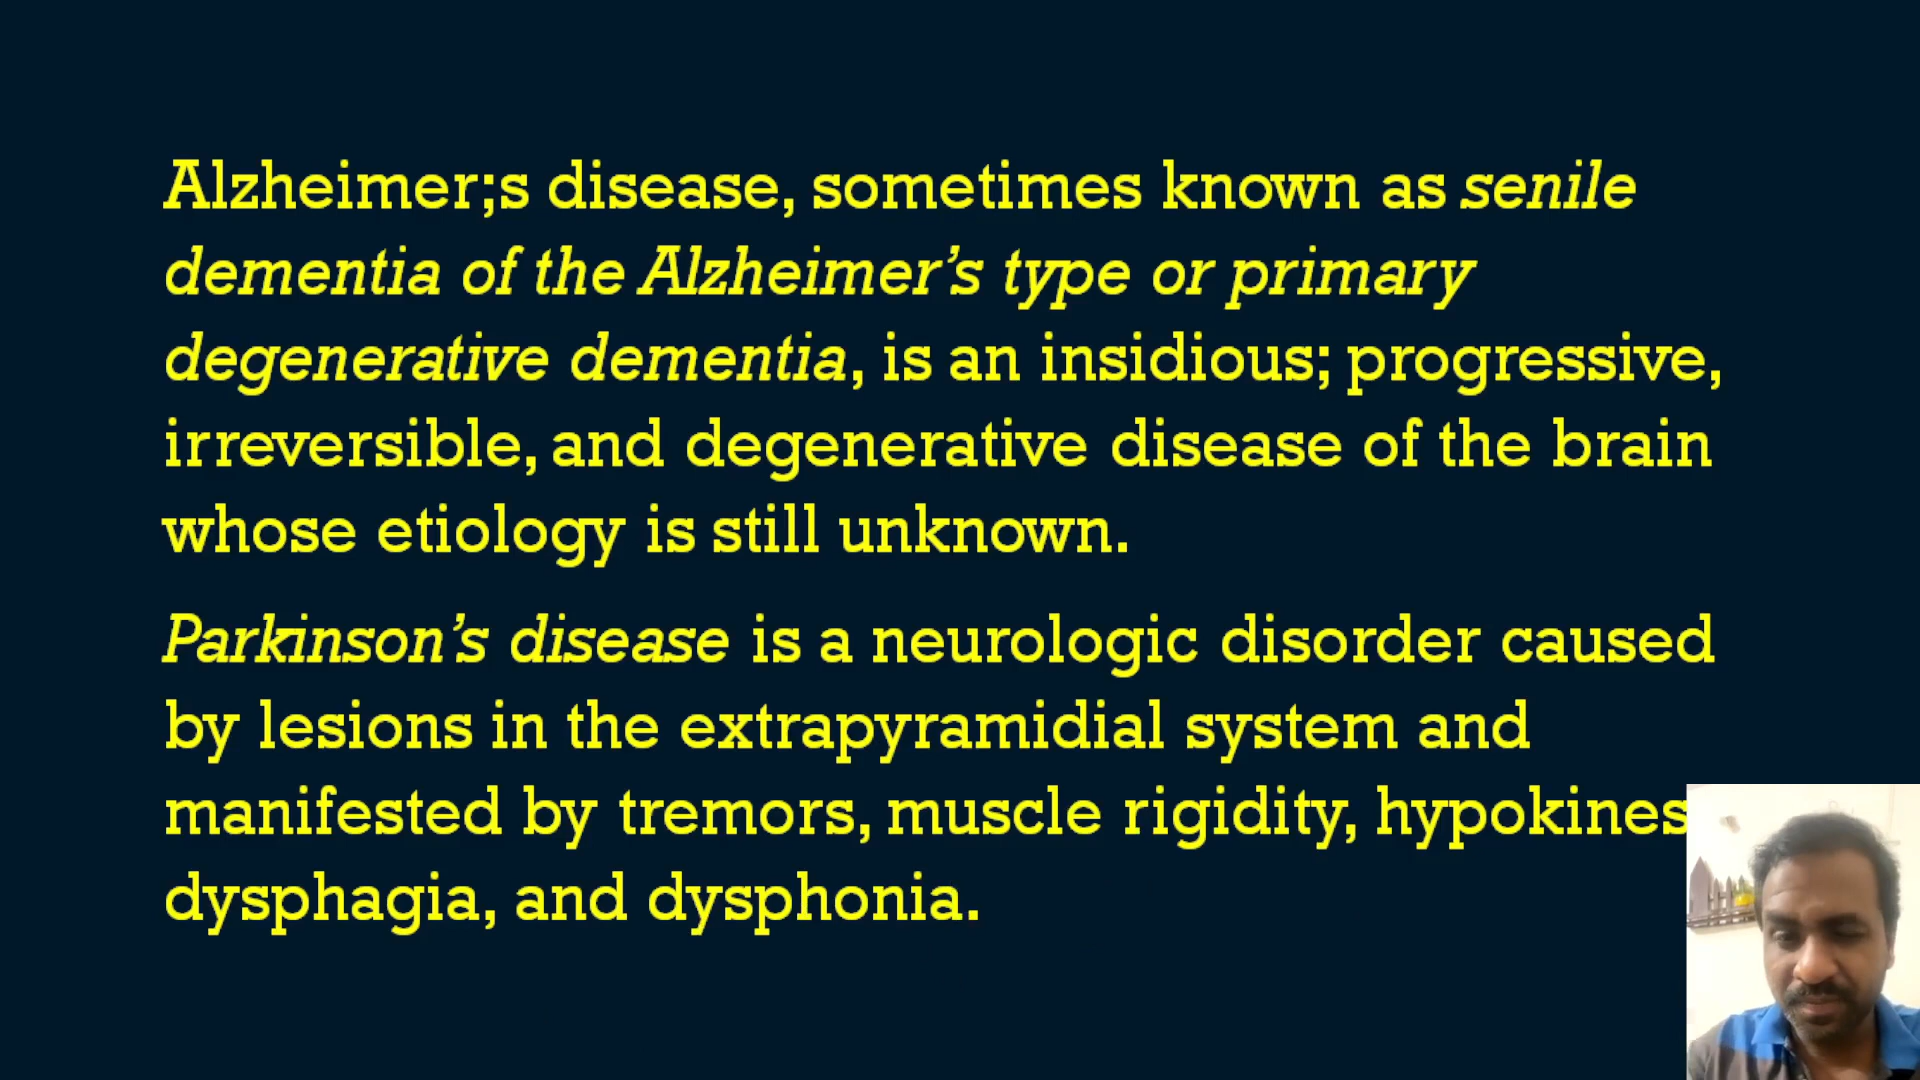 Alzheimer;s disease, sometimes known as senile
dementia of the Alzheimer’s type or primary
degenerative dementia, is an insidious; progressive,
irreversible, and degenerative disease of the brain
whose etiology is still unknown.
Parkinson’s disease is a neurologic disorder caused
by lesions in the extrapyramidial system and
manifested by tremors, muscle rigidity, hypokines
dysphagia, and dysphonia.